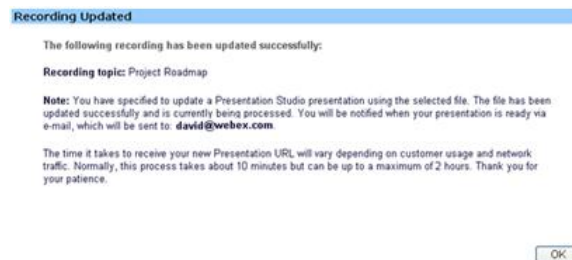 Recording Updated
The following recording has been updated successfully:
Recording topic: Project Roadmap
Note: You have specified to update a Presentation Studio presentation using the selected file. The file has been
updated successfully and is currently being processed. You will be notified when your presentation is ready via
e-mail, which will be sent to: david@webex.com.
The time it takes to receive your new Presentation URL will vary depending on customer usage and network
traffic. Normally, this process takes about 10 minutes but can be up to a maximum of 2 hours. Thank you for
your patience.
OK